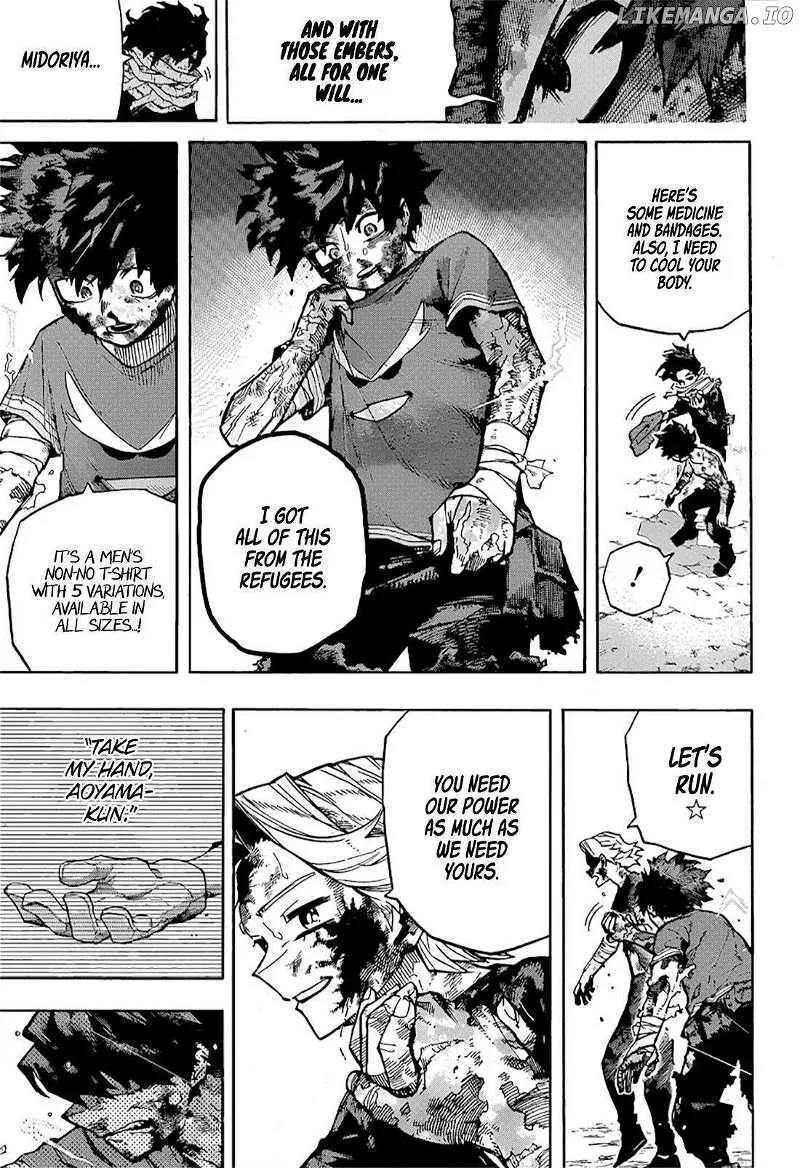 LIKEMANGA.IO
AND WITH
THOSE EMBERS,
ALL FOR ONE
WILL...
MIDORIYA...
HERE'S
SOME MEDICINE
AND BANDAGES.
ALSO, I NEED
TO COOL YOUR
BODY.
!
I GOT
ALL OF THIS
FROM THE
REFUGEES.
IT'S A MEN'S
NON-NO T-SHIRT
WITH 5 VARIATIONS,
AVAILABLE IN
ALL SIZES..!
LET'S
RUN.
☆
YOU NEED
OUR POWER
AS MUCH AS
WE NEED
YOURS.
"TAKE
MY HAND,
AOYAMA-
KUN."